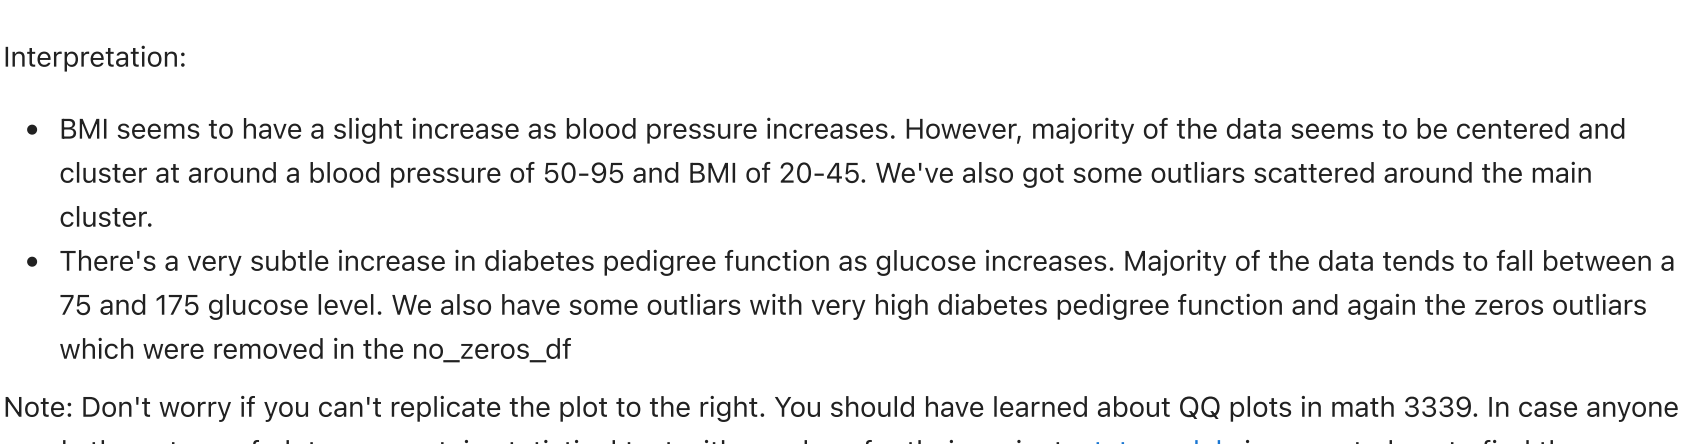 Interpretation:
• BMI seems to have a slight increase as blood pressure increases. However, majority of the data seems to be centered and
cluster at around a blood pressure of 50-95 and BMI of 20-45. We've also got some outliars scattered around the main
cluster.
• There's a very subtle increase in diabetes pedigree function as glucose increases. Majority of the data tends to fall between a
75 and 175 glucose level. We also have some outliars with very high diabetes pedigree function and again the zeros outliars
which were removed in the no_zeros_df
Note: Don't worry if you can't replicate the plot to the right. You should have learned about QQ plots in math 3339. In case anyone